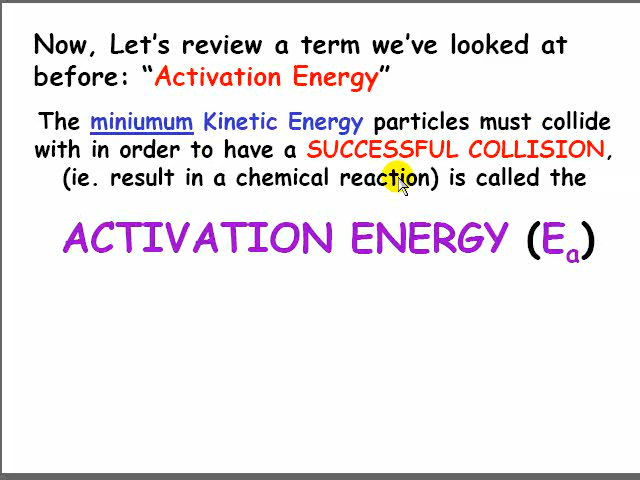 Now, Let's review a term we've looked at
before: “Activation Energy”
The miniumum Kinetic Energy particles must collide
with in order to have a SUCCESSFUL COLLISION,
(ie. result in a chemical reaction) is called the
ACTIVATION ENERGY (Ea)